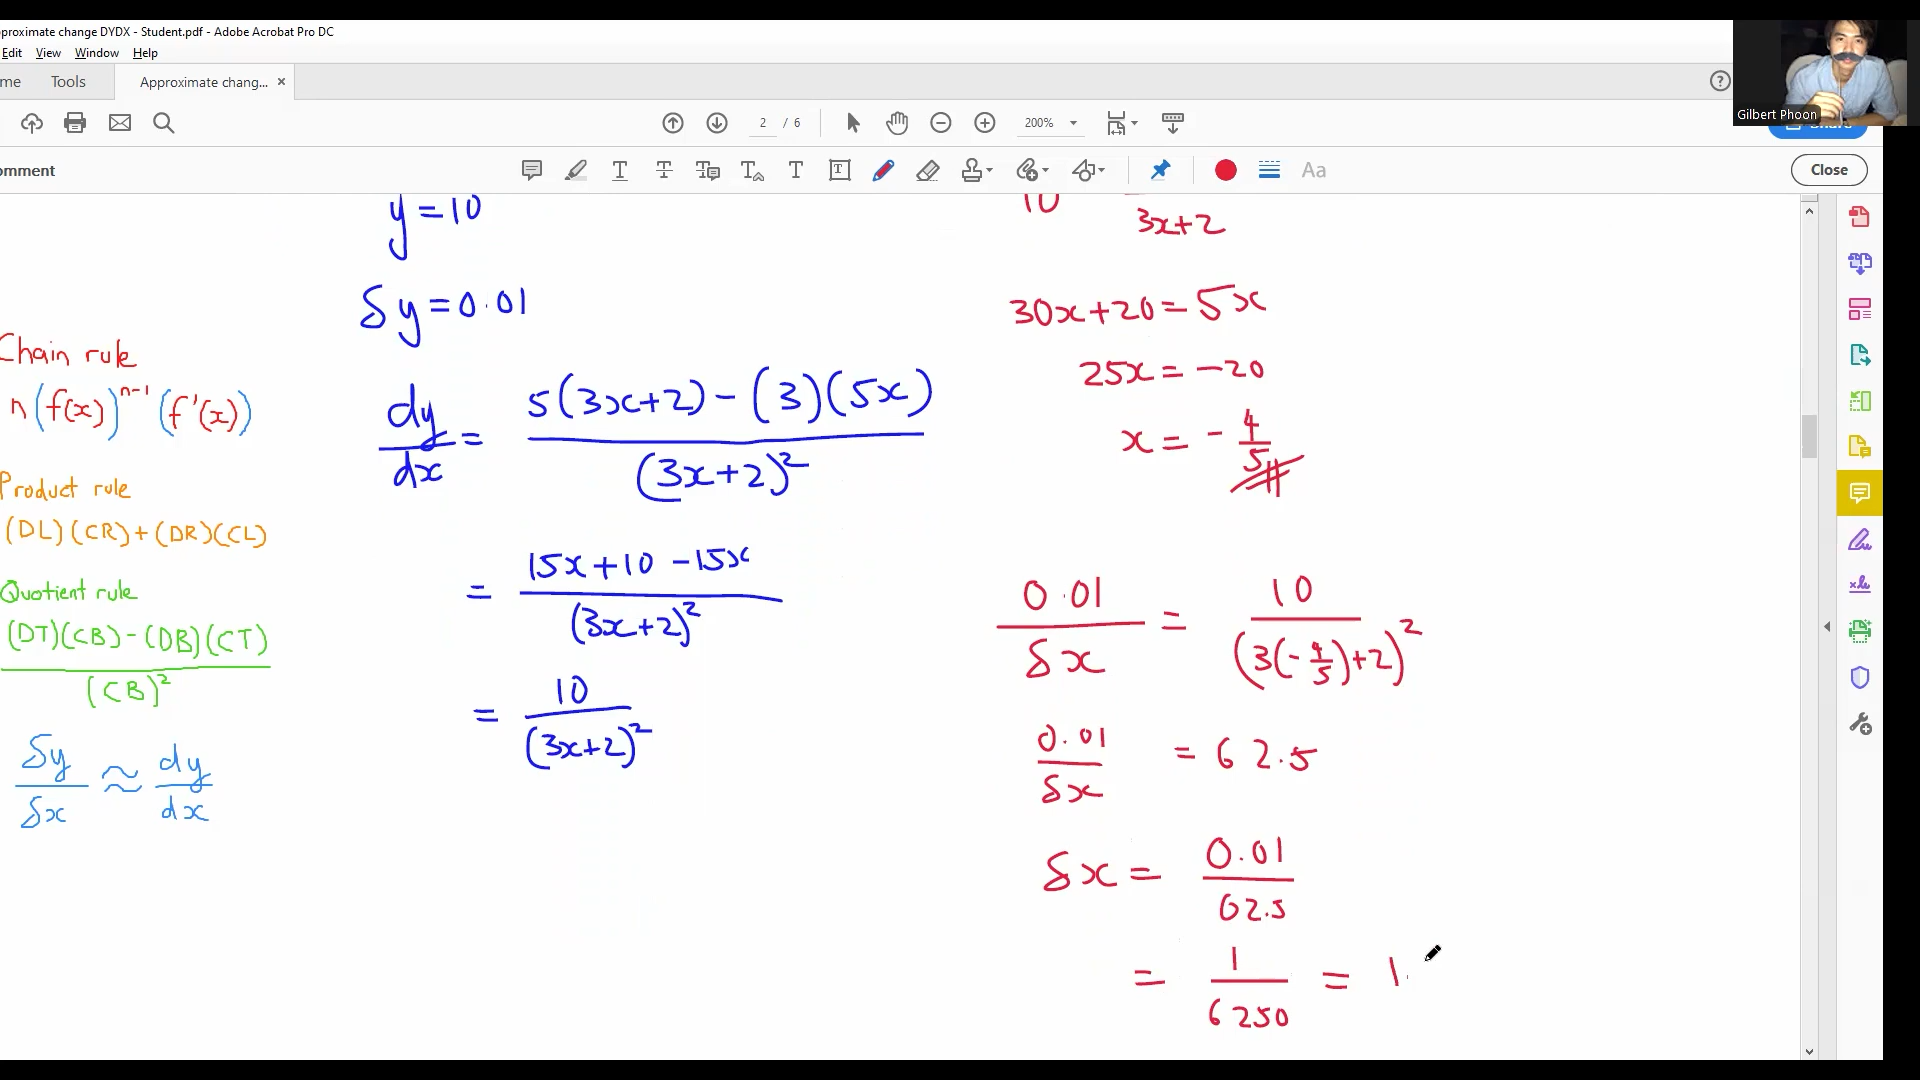 proximate change DYDX - Student.pdf - Adobe Acrobat Pro DC
Edit View Window Help
me Tools Approximate chang... ×
2 / 6 200%
Gilbert Phoon
omment
Aa
Close
y = 10
δy = 0.01
Chain rule
n(f(x))^{n-1} (f'(x))
Product rule
(DL)(CR)+(DR)(CL)
Quotient rule
(DT)(CB)-(DB)(CT)
(CB)²
δy/δx ≈ dy/dx
dy/dx = 5(3x+2) - (3)(5x) / (3x+2)²
= 15x+10-15x / (3x+2)²
= 10 / (3x+2)²
10
3x+2
30x+20 = 5x
25x = -20
x = - 4/5
0.01/δx = 10 / (3(-4/5)+2)²
0.01/δx = 62.5
δx = 0.01/62.5
= 1/6250 = 1.